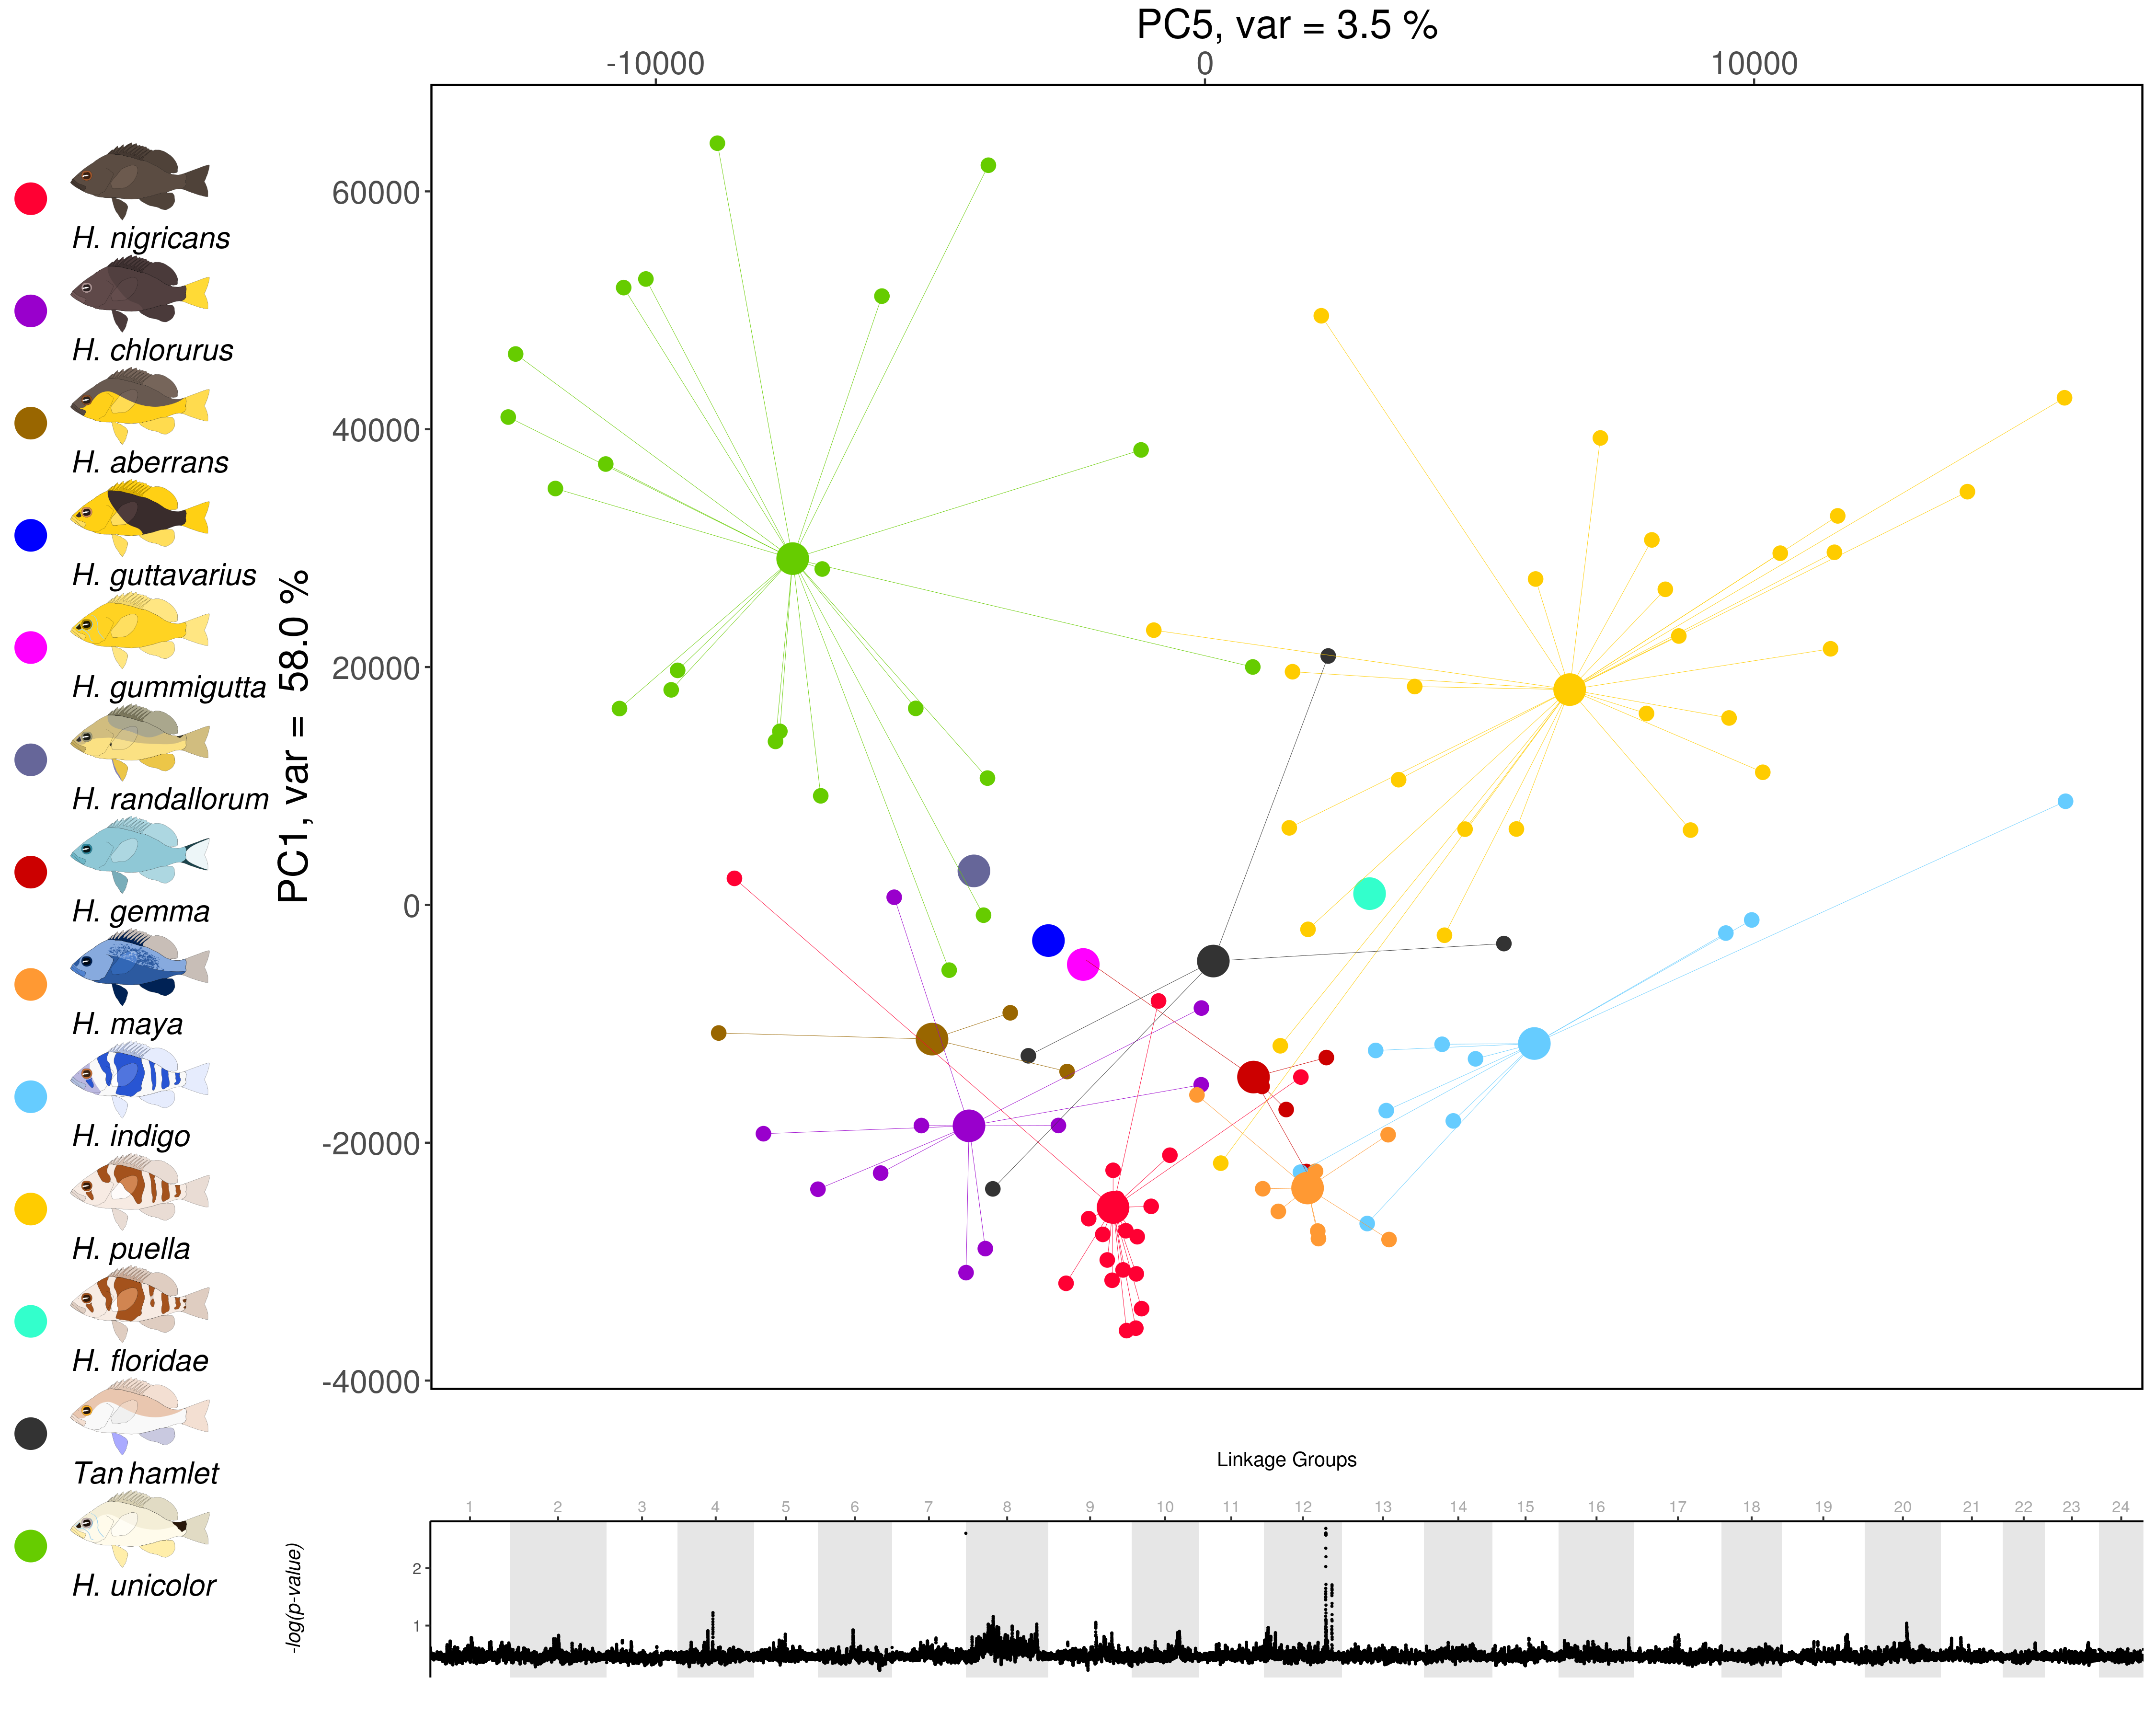 PC5, var = 3.5 %
-10000 0 10000
H. nigricans
H. chlorurus
H. aberrans
H. guttavarius
H. gummigutta
H. randallorum
H. gemma
H. maya
H. indigo
H. puella
H. floridae
Tan hamlet
H. unicolor
PC1, var = 58.0 %
60000
40000
20000
0
-20000
-40000
Linkage Groups
1 2 3 4 5 6 7 8 9 10 11 12 13 14 15 16 17 18 19 20 21 22 23 24
-log(p-value)
2
1